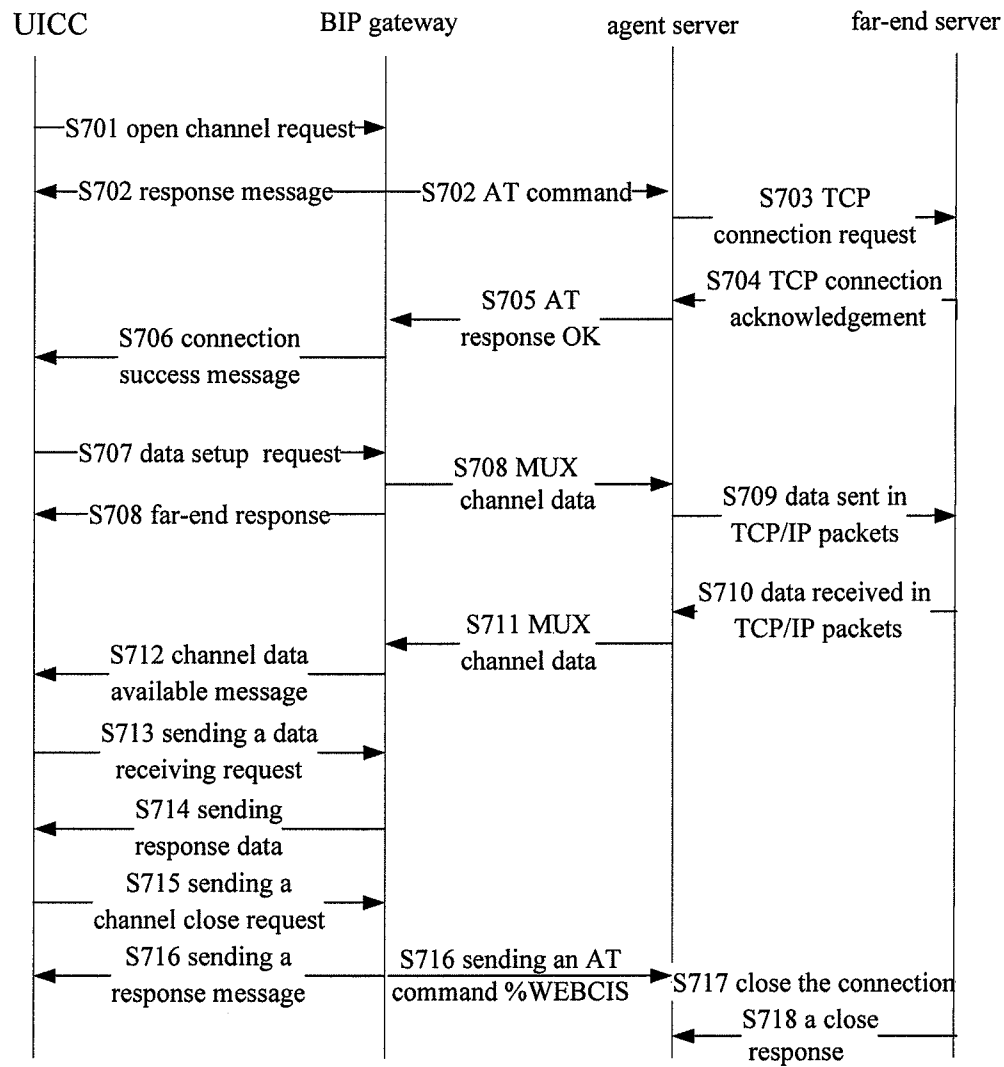 UICC
BIP gateway
agent server
far-end server
S701 open channel request
S702 response message
S702 AT command
S703 TCP
connection request
S704 TCP connection
acknowledgement
S705 AT
response OK
S706 connection
success message
S707 data setup request
S708 MUX
channel data
S708 far-end response
S709 data sent in
TCP/IP packets
S710 data received in
TCP/IP packets
S711 MUX
channel data
S712 channel data
available message
S713 sending a data
receiving request
S714 sending
response data
S715 sending a
channel close request
S716 sending a
response message
S716 sending an AT
command %WEBCIS
S717 close the connection
S718 a close
response